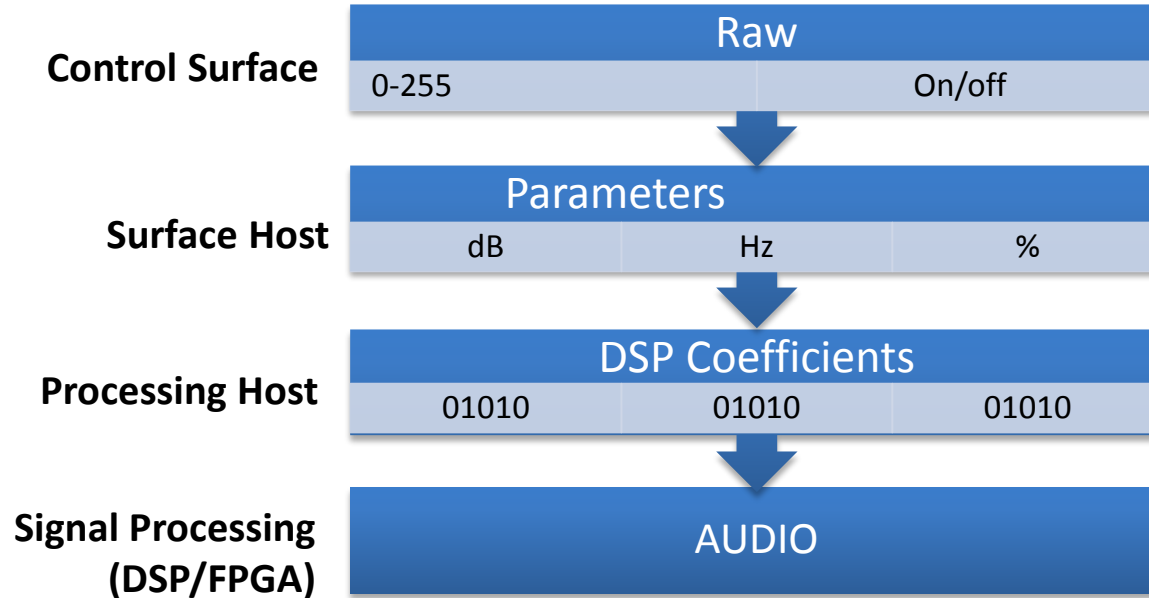 Control Surface
Raw
0-255
On/off
Surface Host
Parameters
dB
Hz
%
Processing Host
DSP Coefficients
01010
01010
01010
Signal Processing
(DSP/FPGA)
AUDIO